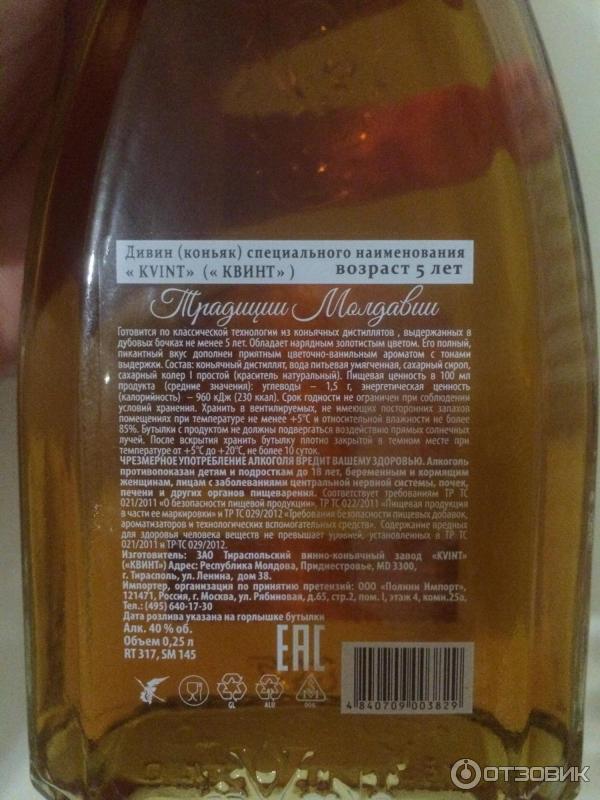 Дивин (коньяк) специального наименования
« KVINT» (« КВИНТ» ) возраст 5 лет
Традиции Молдавии
Готовится по классической технологии из коньячных дистиллятов , выдержанных в
дубовых бочках не менее 5 лет. Обладает нарядным золотистым цветом. Его полный,
пикантный вкус дополнен приятным цветочно-ванильным ароматом с тонами
выдержки. Состав: коньячный дистиллят, вода питьевая умягченная, сахарный сироп,
сахарный колер I простой (краситель натуральный). Пищевая ценность в 100 мл
продукта (средние значения): углеводы – 1,5 г, энергетическая ценность
(калорийность) – 960 кДж (230 ккал). Срок годности не ограничен при соблюдении
условий хранения. Хранить в вентилируемых, не имеющих посторонних запахов
помещениях при температуре не менее +5°С и относительной влажности не более
85%. Бутылки с продуктом не должны подвергаться воздействию прямых солнечных
лучей. После вскрытия хранить бутылку плотно закрытой в темном месте при
температуре от +5°С до +20°С, не более 10 суток.
ЧРЕЗМЕРНОЕ УПОТРЕБЛЕНИЕ АЛКОГОЛЯ ВРЕДИТ ВАШЕМУ ЗДОРОВЬЮ. Алкоголь
противопоказан детям и подросткам до 18 лет, беременным и кормящим
женщинам, лицам с заболеваниями центральной нервной системы, почек,
печени и других органов пищеварения. Соответствует требованиям ТР ТС
021/2011 "О безопасности пищевой продукции", ТР ТС 022/2011 "Пищевая продукция
в части ее маркировки» и ТР ТС 029/2012 «Требования безопасности пищевых добавок,
ароматизаторов и технологических вспомогательных средств». Содержание вредных
для здоровья человека веществ не превышает уровней, установленных в ТР ТС
021/2011 и ТР ТС 029/2012.
Изготовитель: ЗАО Тираспольский винно-коньячный завод «KVINT»
(«КВИНТ») Адрес: Республика Молдова, Приднестровье, MD 3300,
г. Тирасполь, ул. Ленина, дом 38.
Импортер, организация по принятию претензий: ООО «Полини Импорт»,
121471, Россия, г. Москва, ул. Рябиновая, д.65, стр.2, пом. I, этаж 4, комн.25а,
Тел.: (495) 640-17-30
Дата розлива указана на горлышке бутылки
Алк. 40 % об.
Объем 0,25 л
RT 317, SM 145
EAC
GL ALU 006
4 840709 003829
ОТЗОВИК